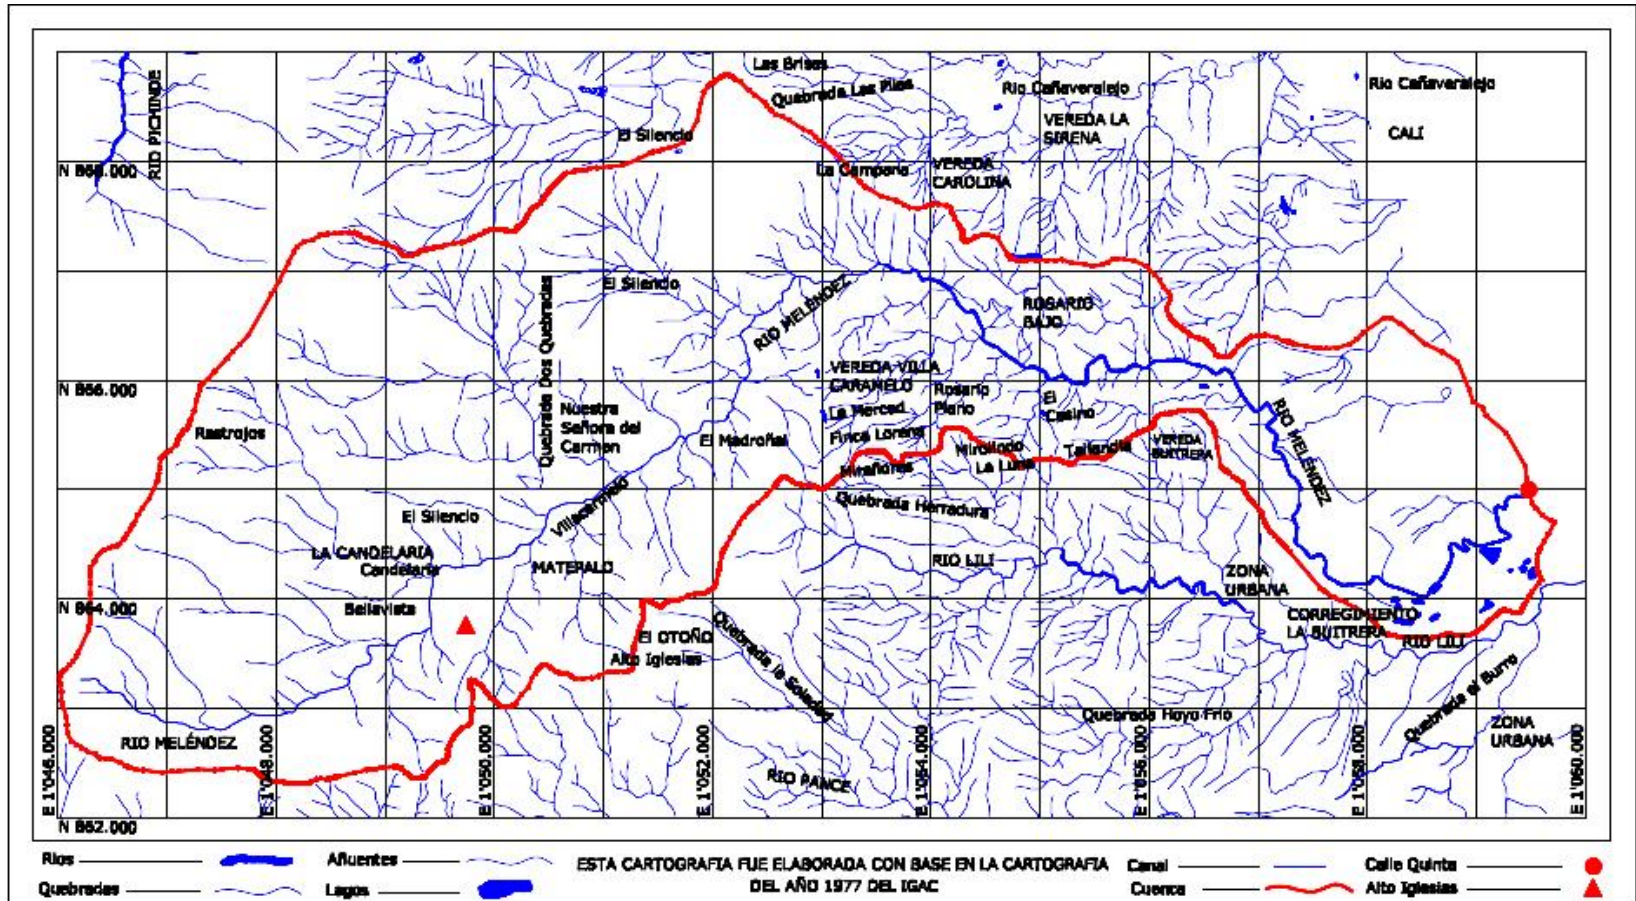 Las Brisas
Quebrada Las Pilas
Rio Cañaveralejo
Rio Cañaveralejo
RIO PICHINDE
El Silencio
VEREDA LA
SIRENA
CALI
N 868.000
La Campana
VEREDA
CAROLINA
El Silencio
Quebrada Dos Quebradas
RIO MELÉNDEZ
ROSARIO
BAJO
N 866.000
VEREDA VILLA
CARAMELO
Rosario
Plano
El
Casino
La Merced
Nuestra
Señora del
Carmen
Rastrojos
El Madroñal
Finca Lorena
Mirolindo
La Luna
Tailandia
VEREDA
BUITRERA
RIO MELÉNDEZ
Miraflores
Quebrada Herradura
El Silencio
Villacarmelo
LA CANDELARIA
Candelaria
MATERALO
RIO LILI
ZONA
URBANA
Bellavista
N 864.000
CORREGIMIENTO
LA BUITRERA
RIO LILI
El OTOÑO
Alto Iglesias
Quebrada la Soledad
Quebrada el Burro
Quebrada Hoyo Frio
ZONA
URBANA
RIO MELÉNDEZ
RIO PANCE
E 1'046.000
E 1'048.000
E 1'050.000
E 1'052.000
E 1'054.000
E 1'056.000
E 1'058.000
E 1'060.000
N 862.000
Rios
Afluentes
ESTA CARTOGRAFIA FUE ELABORADA CON BASE EN LA CARTOGRAFIA
DEL AÑO 1977 DEL IGAC
Canal
Calle Quinta
Quebradas
Lagos
Cuenca
Alto Iglesias